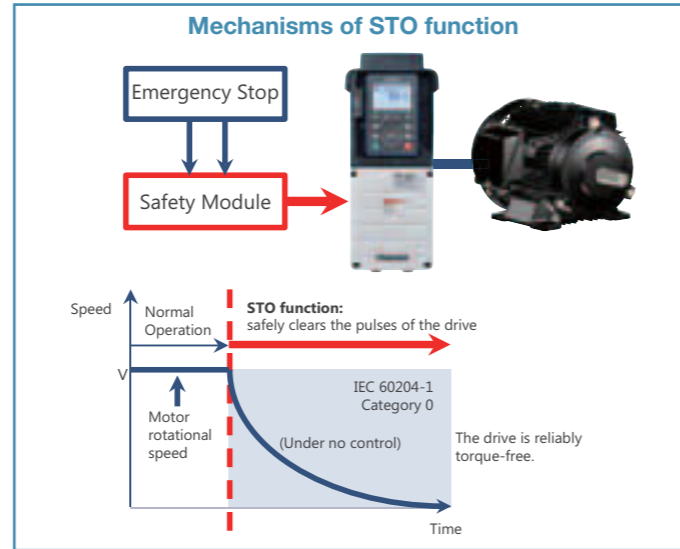 Mechanisms of STO function
Emergency Stop
Safety Module
Speed
Normal
Operation
STO function:
safely clears the pulses of the drive
V
IEC 60204-1
Category 0
Motor
rotational
speed
(Under no control)
The drive is reliably
torque-free.
Time